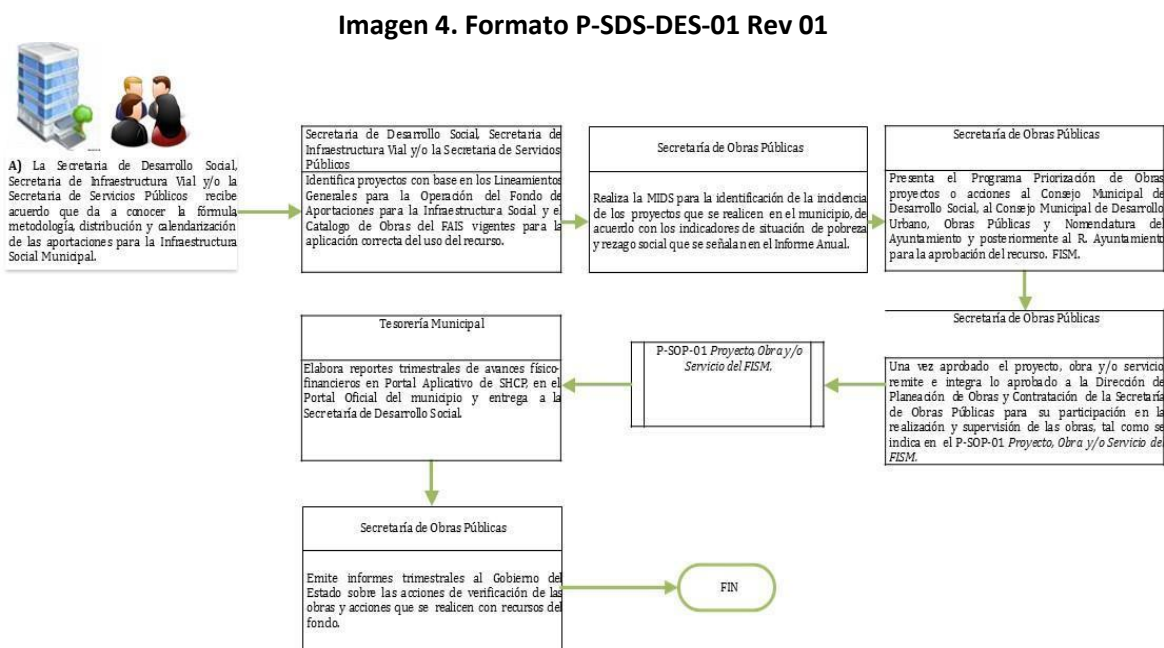 Imagen 4. Formato P-SDS-DES-01 Rev 01
A) La Secretaria de Desarrollo Social,
Secretaria de Infraestructura Vial y/o la
Secretaria de Servicios Públicos recibe
acuerdo que da a conocer la fórmula,
metodología, distribución y calendarización
de las aportaciones para la Infraestructura
Social Municipal.
Secretaria de Desarrollo Social, Secretaria de
Infraestructura Vial y/o la Secretaria de Servicios
Públicos
Identifica proyectos con base en los Lineamientos
Generales para la Operación del Fondo de
Aportaciones para la Infraestructura Social y el
Catalogo de Obras del FAIS vigentes para la
aplicación correcta del uso del recurso.
Secretaría de Obras Públicas
Realiza la MIDS para la identificación de la incidencia
de los proyectos que se realicen en el municipio, de
acuerdo con los indicadores de situación de pobreza
y rezago social que se señalan en el Informe Anual.
Secretaría de Obras Públicas
Presenta el Programa Priorización de Obras
proyectos o acciones al Consejo Municipal de
Desarrollo Social, al Consejo Municipal de Desarrollo
Urbano, Obras Públicas y Nomenclatura del
Ayuntamiento y posteriormente al R. Ayuntamiento
para la aprobación del recurso. FISM.
Secretaría de Obras Públicas
Una vez aprobado el proyecto, obra y/o servicio
remite e integra lo aprobado a la Dirección de
Planeación de Obras y Contratación de la Secretaría
de Obras Públicas para su participación en la
realización y supervisión de las obras, tal como se
indica en el P-SOP-01 Proyecto, Obra y/o Servicio del
FISM.
P-SOP-01 Proyecto, Obra y/o
Servicio del FISM.
Tesorería Municipal
Elabora reportes trimestrales de avances físico-
financieros en Portal Aplicativo de SHCP, en el
Portal Oficial del municipio y entrega a la
Secretaría de Desarrollo Social.
Secretaría de Obras Públicas
Emite informes trimestrales al Gobierno del
Estado sobre las acciones de verificación de las
obras y acciones que se realicen con recursos del
fondo.
FIN